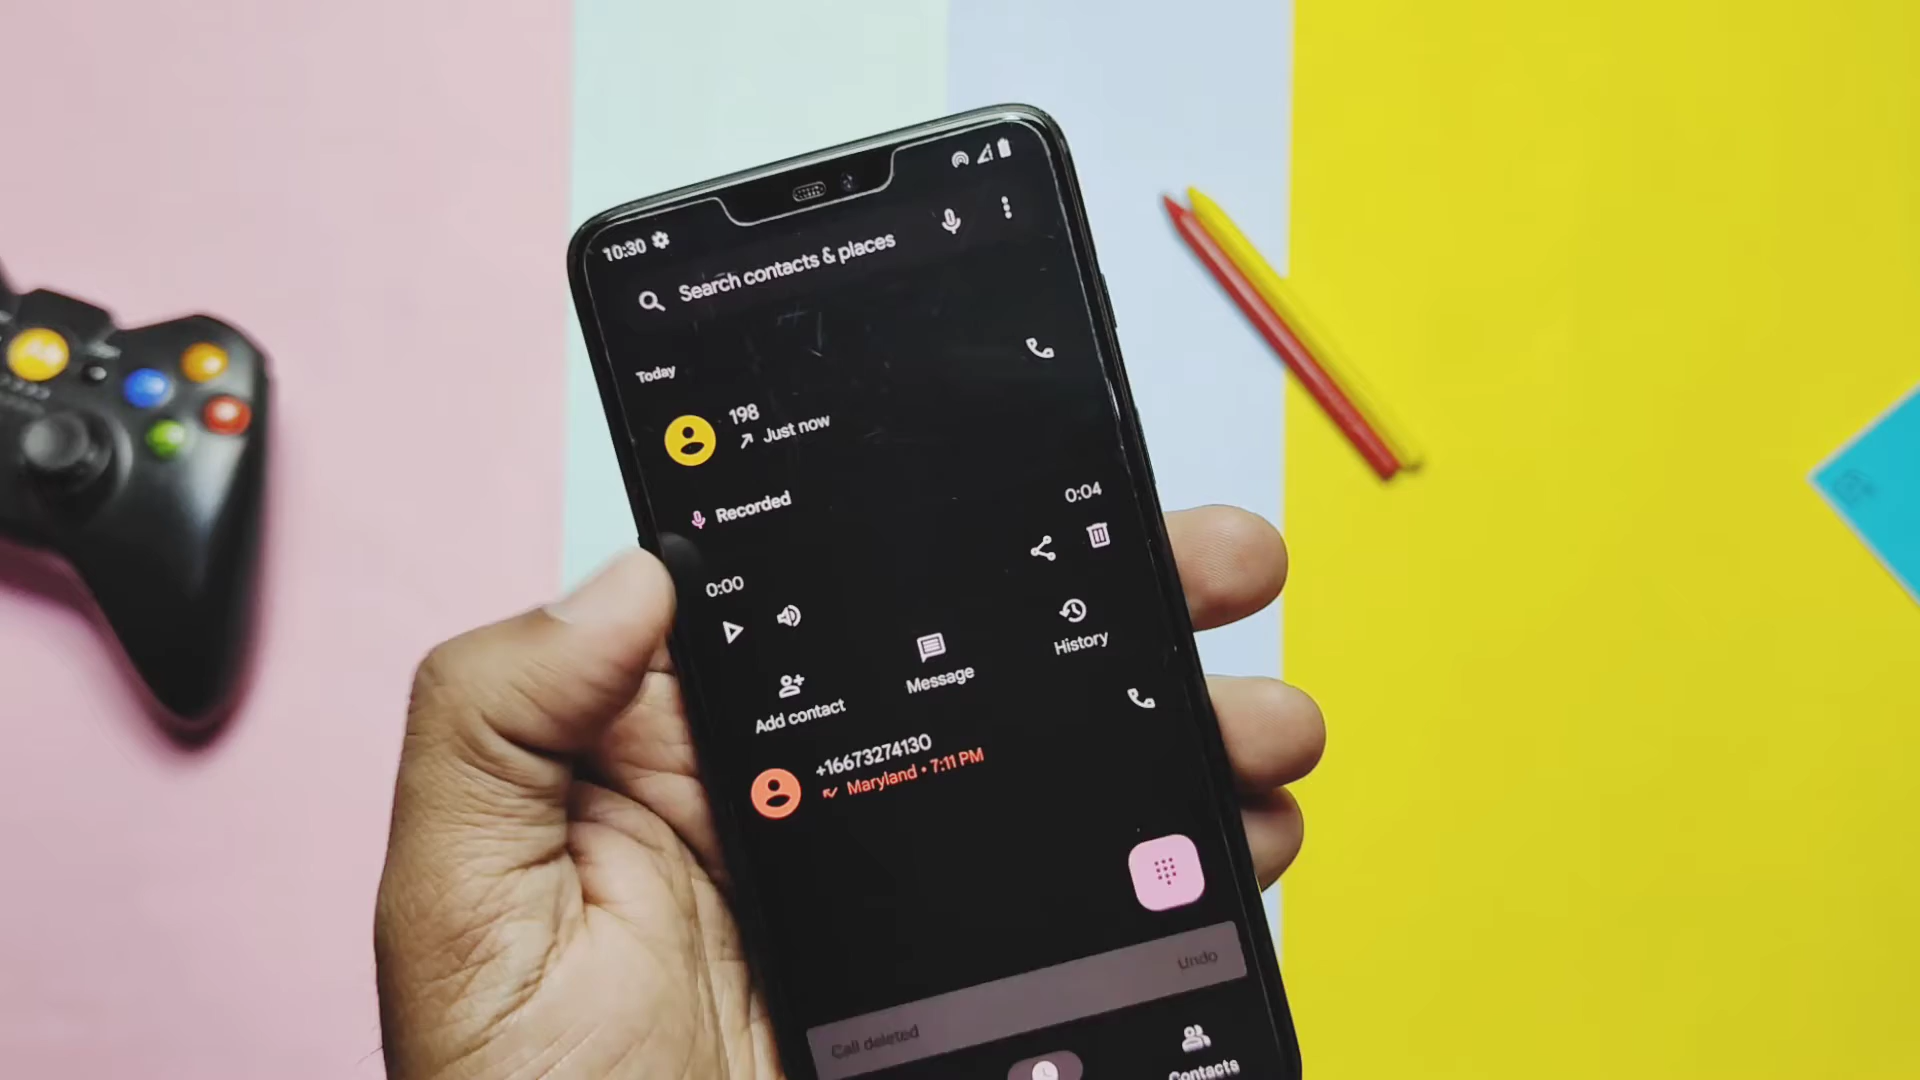 10:30
Search contacts & places
Today
198
Just now
Recorded
0:04
0:00
Add contact
Message
History
+16673274130
Maryland • 7:11 PM
Undo
Call deleted
Contacts